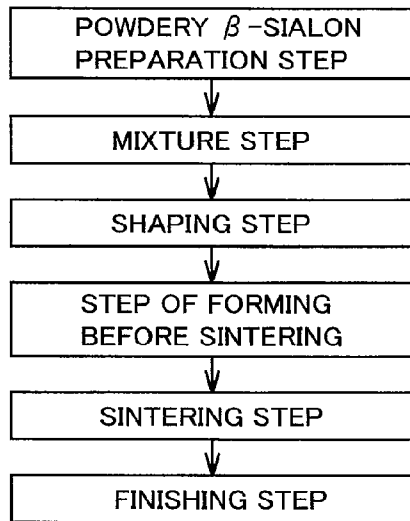 POWDERY β-SIALON
PREPARATION STEP
MIXTURE STEP
SHAPING STEP
STEP OF FORMING
BEFORE SINTERING
SINTERING STEP
FINISHING STEP